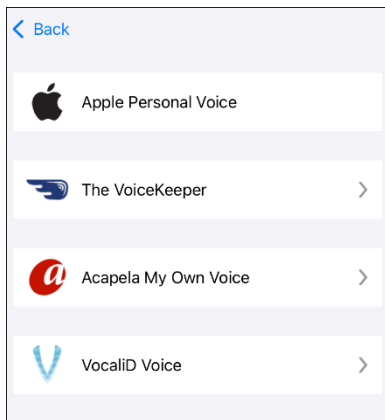 Back
Apple Personal Voice
The VoiceKeeper
Acapela My Own Voice
VocaliD Voice